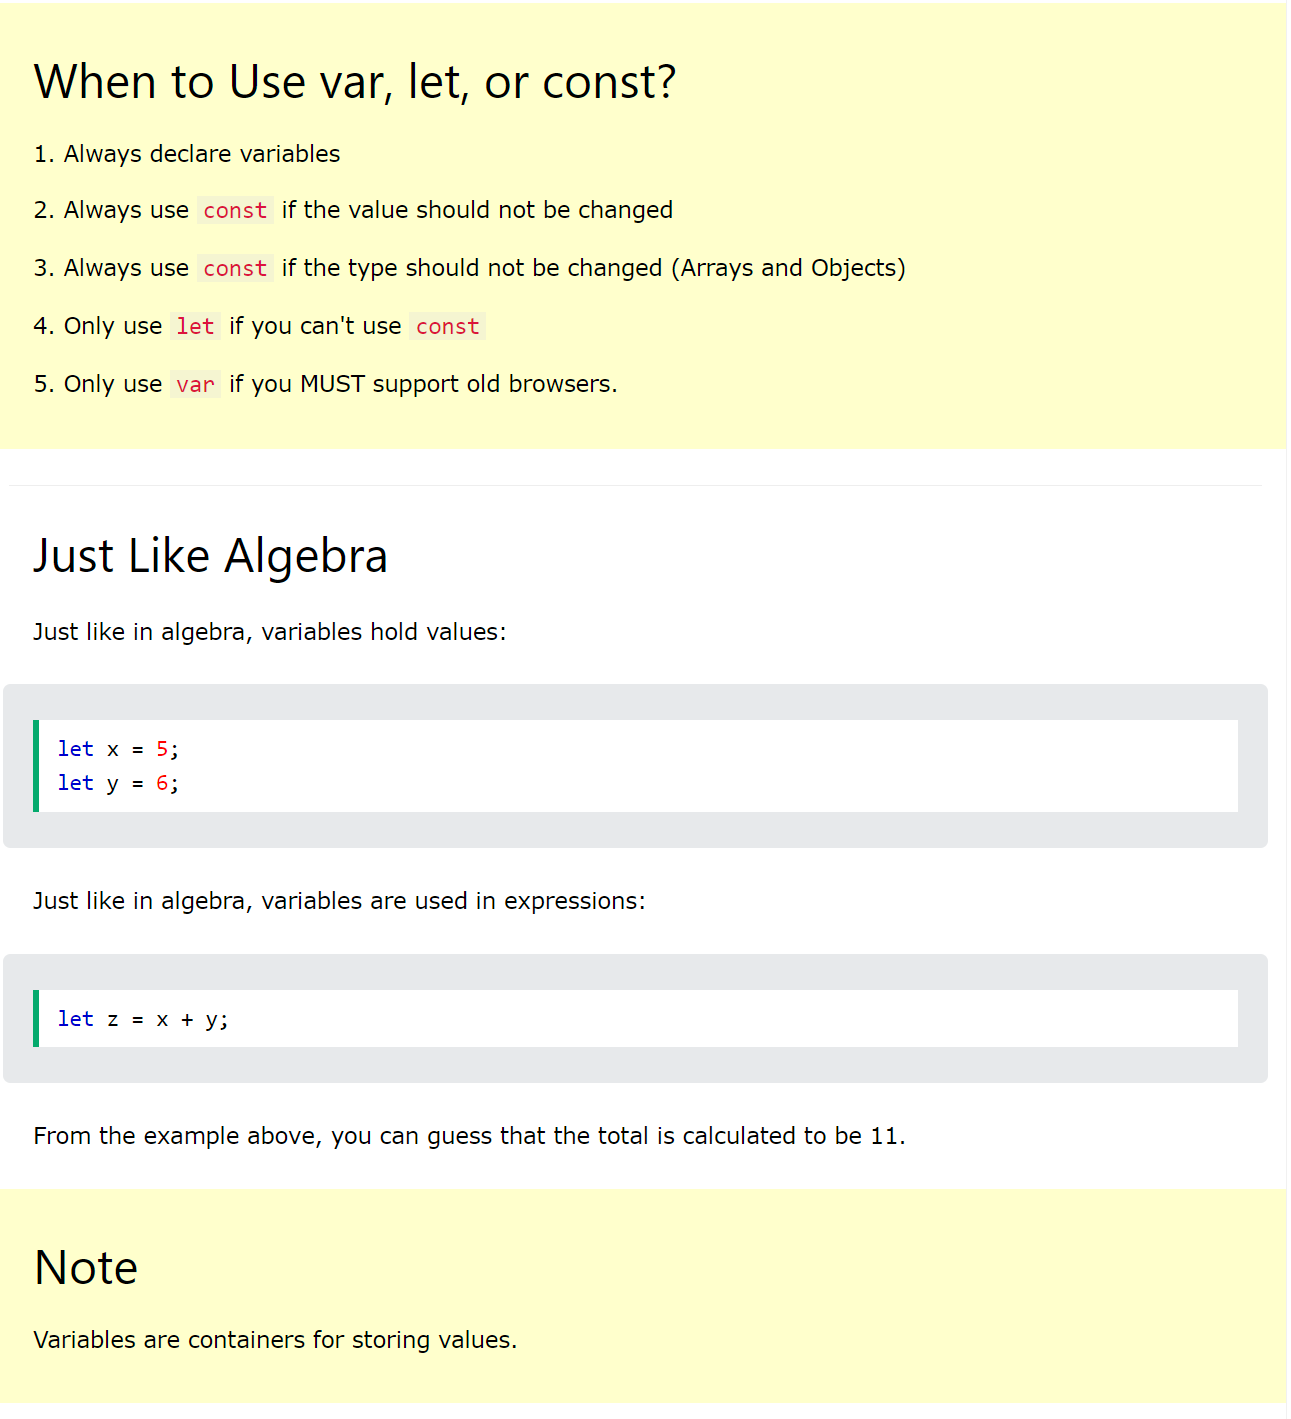 When to Use var, let, or const?
1. Always declare variables
2. Always use const if the value should not be changed
3. Always use const if the type should not be changed (Arrays and Objects)
4. Only use let if you can't use const
5. Only use var if you MUST support old browsers.
Just Like Algebra
Just like in algebra, variables hold values:
let x = 5;
let y = 6;
Just like in algebra, variables are used in expressions:
let z = x + y;
From the example above, you can guess that the total is calculated to be 11.
Note
Variables are containers for storing values.